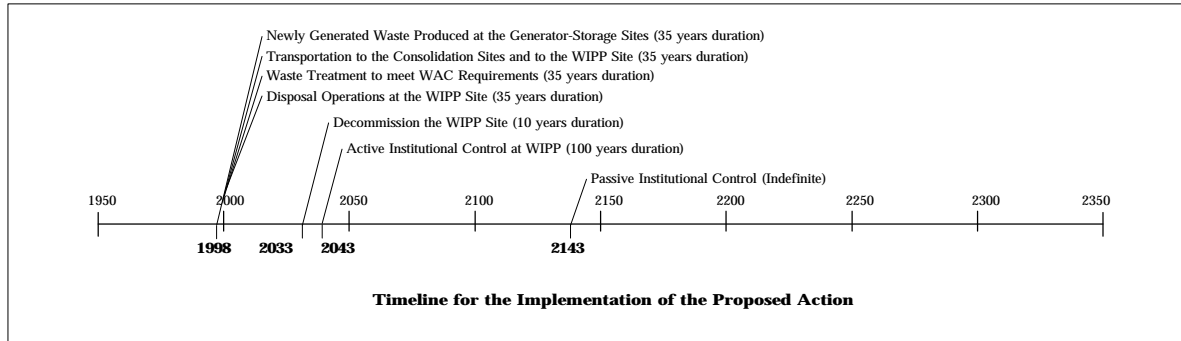 Newly Generated Waste Produced at the Generator-Storage Sites (35 years duration)
Transportation to the Consolidation Sites and to the WIPP Site (35 years duration)
Waste Treatment to meet WAC Requirements (35 years duration)
Disposal Operations at the WIPP Site (35 years duration)
Decommission the WIPP Site (10 years duration)
Active Institutional Control at WIPP (100 years duration)
Passive Institutional Control (Indefinite)
1950 2000 2050 2100 2150 2200 2250 2300 2350
1998 2033 2043 2143
Timeline for the Implementation of the Proposed Action